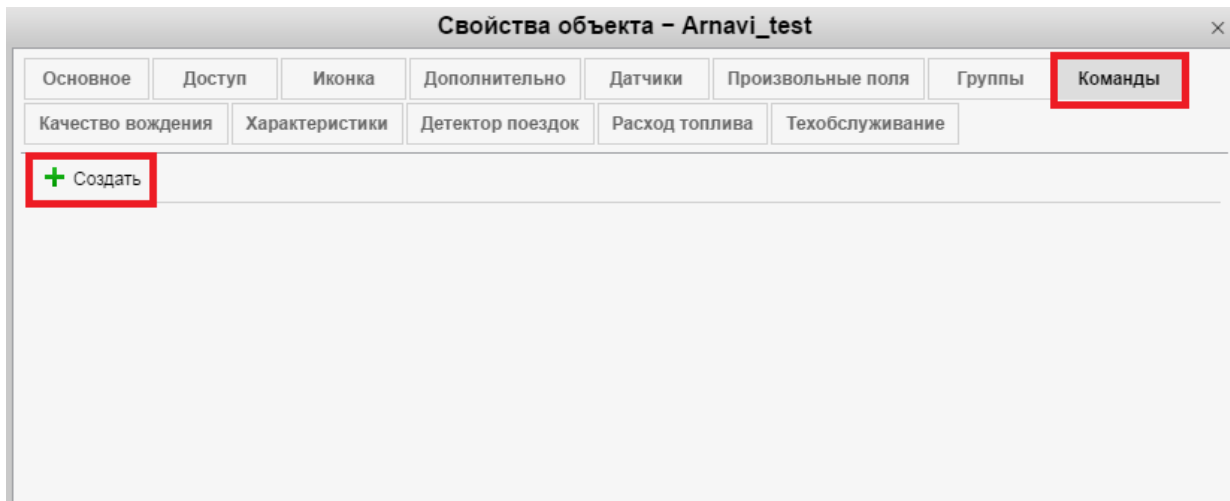 Свойства объекта – Arnavi_test
Основное Доступ Иконка Дополнительно Датчики Произвольные поля Группы Команды
Качество вождения Характеристики Детектор поездок Расход топлива Техобслуживание
Создать